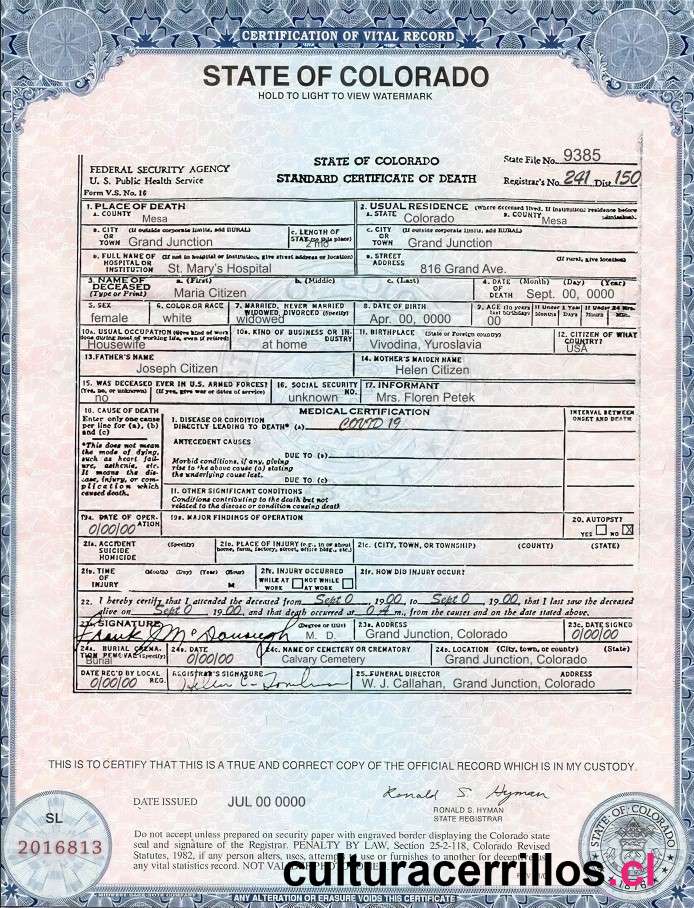 CERTIFICATION OF VITAL RECORD
STATE OF COLORADO
HOLD TO LIGHT TO VIEW WATERMARK
FEDERAL SECURITY AGENCY
U. S. Public Health Service
Form V.S. No. 16
STATE OF COLORADO
STANDARD CERTIFICATE OF DEATH
State File No. 9385
Registrar's No. 241 Dist. 150
1. PLACE OF DEATH
a. COUNTY Mesa
2. USUAL RESIDENCE (Where deceased lived. If institution: residence before
a. STATE Colorado b. COUNTY Mesa
b. CITY OR TOWN (If outside corporate limits, add RURAL) Grand Junction
c. LENGTH OF STAY (in this place) 2 mo
c. CITY OR TOWN (If outside corporate limits, add RURAL) Grand Junction
D. FULL NAME OF HOSPITAL OR INSTITUTION (If not in hospital or institution, give street address or location) St. Mary's Hospital
D. STREET ADDRESS (If rural, give location) 816 Grand Ave.
3. NAME OF DECEASED (Type or Print) a. (First) b. (Middle) c. (Last) Maria Citizen
4. DATE OF DEATH (Month) (Day) (Year) Sept. 00, 0000
5. SEX female
6. COLOR OR RACE white
7. MARRIED, NEVER MARRIED WIDOWED, DIVORCED (Specify) widowed
8. DATE OF BIRTH Apr. 00, 0000
9. AGE (In years last birthday) 00 If Under 1 Year Months Days If Under 24 Hrs. Hours Min.
10a. USUAL OCCUPATION (Give kind of work done during most of working life, even if retired) Housewife
10b. KIND OF BUSINESS OR INDUSTRY at home
11. BIRTHPLACE (State or Foreign country) Vivodina, Yuroslavia
12. CITIZEN OF WHAT COUNTRY? USA
13. FATHER'S NAME Joseph Citizen
14. MOTHER'S MAIDEN NAME Helen Citizen
15. WAS DECEASED EVER IN U.S. ARMED FORCES? (Yes, no, or unknown) (If yes, give war or dates of service) no
16. SOCIAL SECURITY NO. unknown
17. INFORMANT Mrs. Floren Petek
18. CAUSE OF DEATH
Enter only one cause per line for (a), (b) and (c)
*This does not mean the mode of dying, such as heart failure, asthenia, etc. It means the disease, injury, or complication which caused death.
MEDICAL CERTIFICATION
I. DISEASE OR CONDITION DIRECTLY LEADING TO DEATH* (a) COVID 19
ANTECEDENT CAUSES
DUE TO (b)
Morbid conditions, if any, giving rise to the above cause (a) stating the underlying cause last.
DUE TO (c)
II. OTHER SIGNIFICANT CONDITIONS
Conditions contributing to the death but not related to the disease or condition causing death
INTERVAL BETWEEN ONSET AND DEATH
19a. DATE OF OPERATION 0/00/00
19b. MAJOR FINDINGS OF OPERATION
20. AUTOPSY? YES NO
21a. ACCIDENT SUICIDE HOMICIDE (Specify)
21b. PLACE OF INJURY (e.g., in or about home, farm, factory, street, office bldg., etc.)
21c. (CITY, TOWN, OR TOWNSHIP) (COUNTY) (STATE)
21d. TIME OF INJURY (Month) (Day) (Year) (Hour) M
21e. INJURY OCCURRED WHILE AT WORK NOT WHILE AT WORK
21f. HOW DID INJURY OCCUR?
22. I hereby certify that I attended the deceased from Sept 0, 1900, to Sept 0, 1900, that I last saw the deceased
alive on Sept 0, 1900, and that death occurred at 0 A m., from the causes and on the date stated above.
SIGNATURE Frank J McDonough (Degree or title) M. D.
23b. ADDRESS Grand Junction, Colorado
23c. DATE SIGNED 0/00/00
24a. BURIAL, CREMATION REMOVAL (Specify) Burial
24b. DATE 0/00/00
24c. NAME OF CEMETERY OR CREMATORY Calvary Cemetery
24d. LOCATION (City, town, or county) (State) Grand Junction, Colorado
DATE REC'D BY LOCAL REG. 0/00/00
REGISTRAR'S SIGNATURE Helen C. Tomlinson
25. FUNERAL DIRECTOR ADDRESS W. J. Callahan, Grand Junction, Colorado
THIS IS TO CERTIFY THAT THIS IS A TRUE AND CORRECT COPY OF THE OFFICIAL RECORD WHICH IS IN MY CUSTODY.
DATE ISSUED JUL 00 0000
Ronald S. Hyman
RONALD S. HYMAN
STATE REGISTRAR
SL
2016813
Do not accept unless prepared on security paper with engraved border displaying the Colorado state
seal and signature of the Registrar. PENALTY BY LAW, Section 25-2-118, Colorado Revised
Statutes, 1982, if any person alters, uses, attempts to use or furnishes to another for deceptive use
any vital statistics record. NOT VALID
STATE OF COLORADO
1876
culturacerrillos.cl
ANY ALTERATION OR ERASURE VOIDS THIS CERTIFICATE